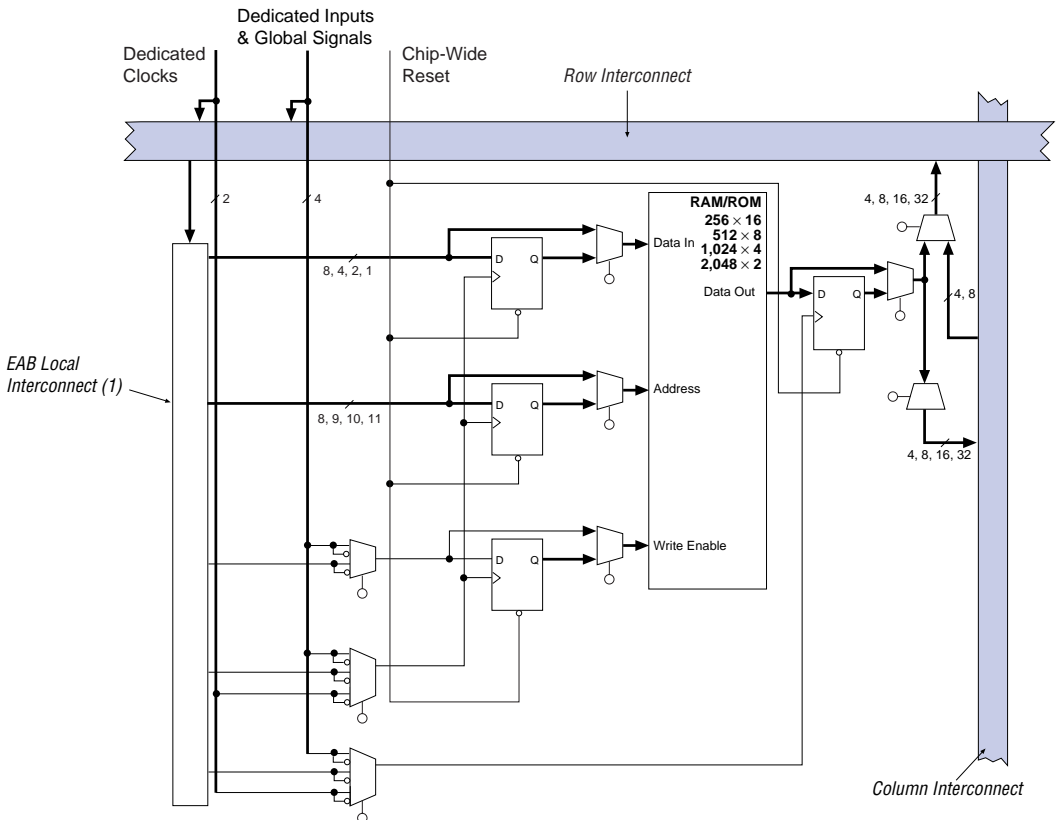 Dedicated Inputs
& Global Signals
Dedicated
Clocks
Chip-Wide
Reset
Row Interconnect
2
4
4, 8, 16, 32
RAM/ROM
256 × 16
512 × 8
1,024 × 4
2,048 × 2
Data In
D
Q
8, 4, 2, 1
Data Out
D
Q
4, 8
EAB Local
Interconnect (1)
Address
D
Q
8, 9, 10, 11
4, 8, 16, 32
Write Enable
D
Q
Column Interconnect